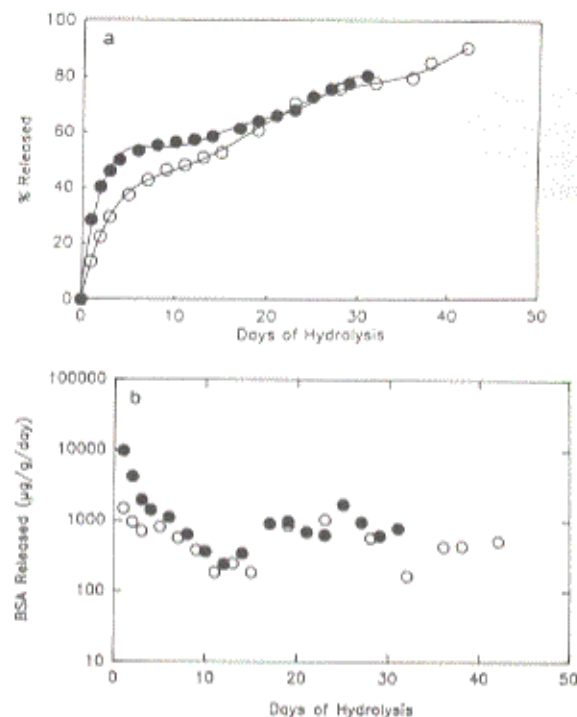 a
100
80
60
40
20
0
% Released
0 10 20 30 40 50
Days of Hydrolysis
b
100000
10000
1000
100
10
BSA Released (µg/g/day)
0 10 20 30 40 50
Days of Hydrolysis